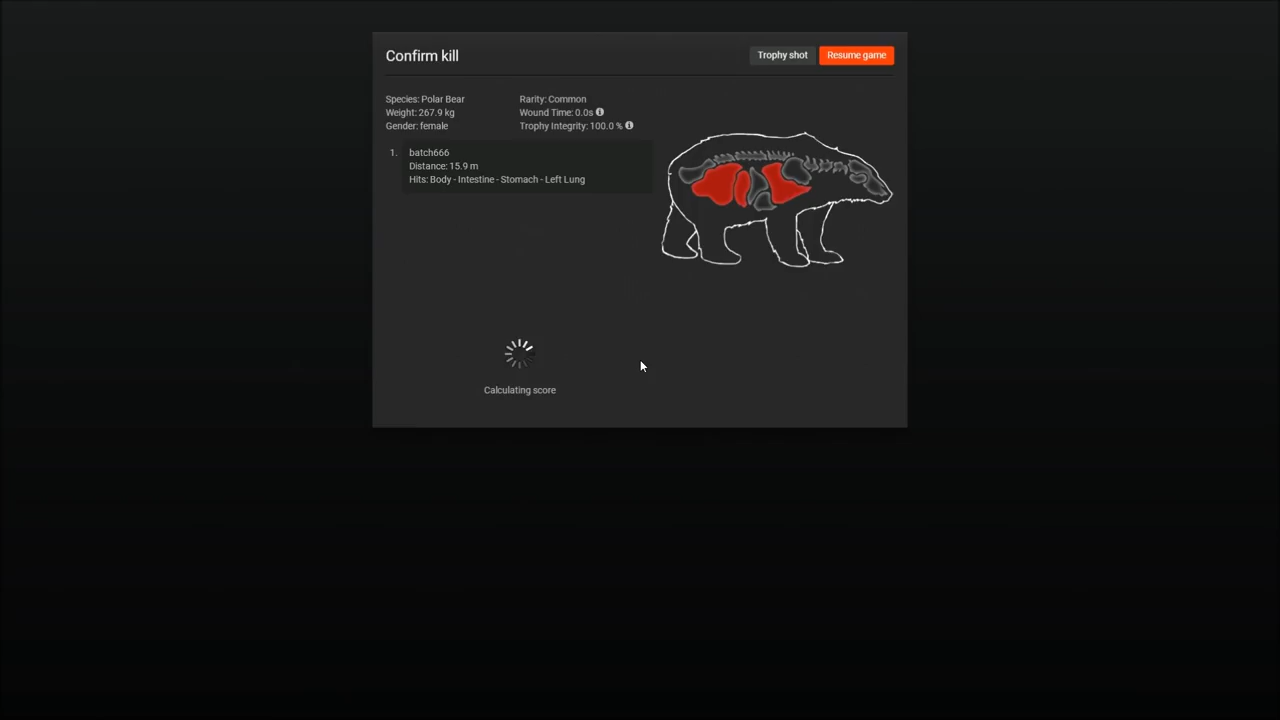 Confirm kill
Trophy shot
Resume game
Species: Polar Bear
Rarity: Common
Weight: 267.9 kg
Wound Time: 0.0s
Gender: female
Trophy Integrity: 100.0 %
1. batch666
Distance: 15.9 m
Hits: Body - Intestine - Stomach - Left Lung
Calculating score